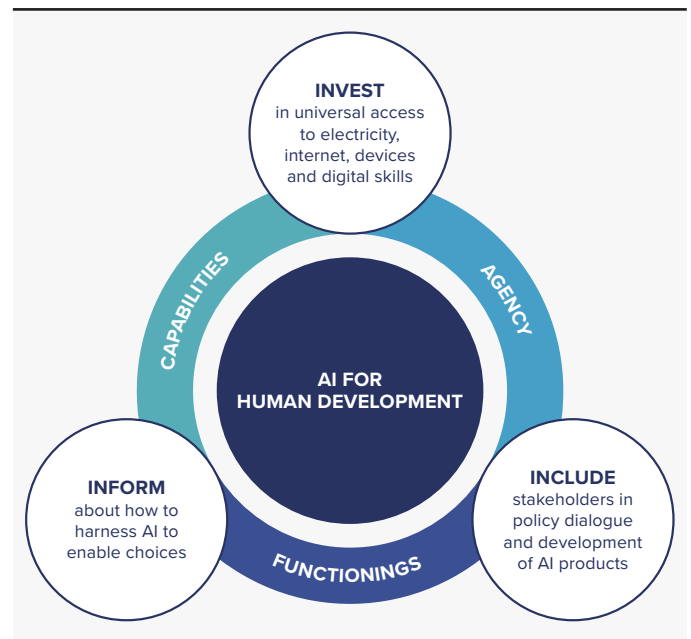 INVEST
in universal access
to electricity,
internet, devices
and digital skills
CAPABILITIES
AGENCY
AI FOR
HUMAN DEVELOPMENT
INFORM
about how to
harness AI to
enable choices
INCLUDE
stakeholders in
policy dialogue
and development
of AI products
FUNCTIONINGS